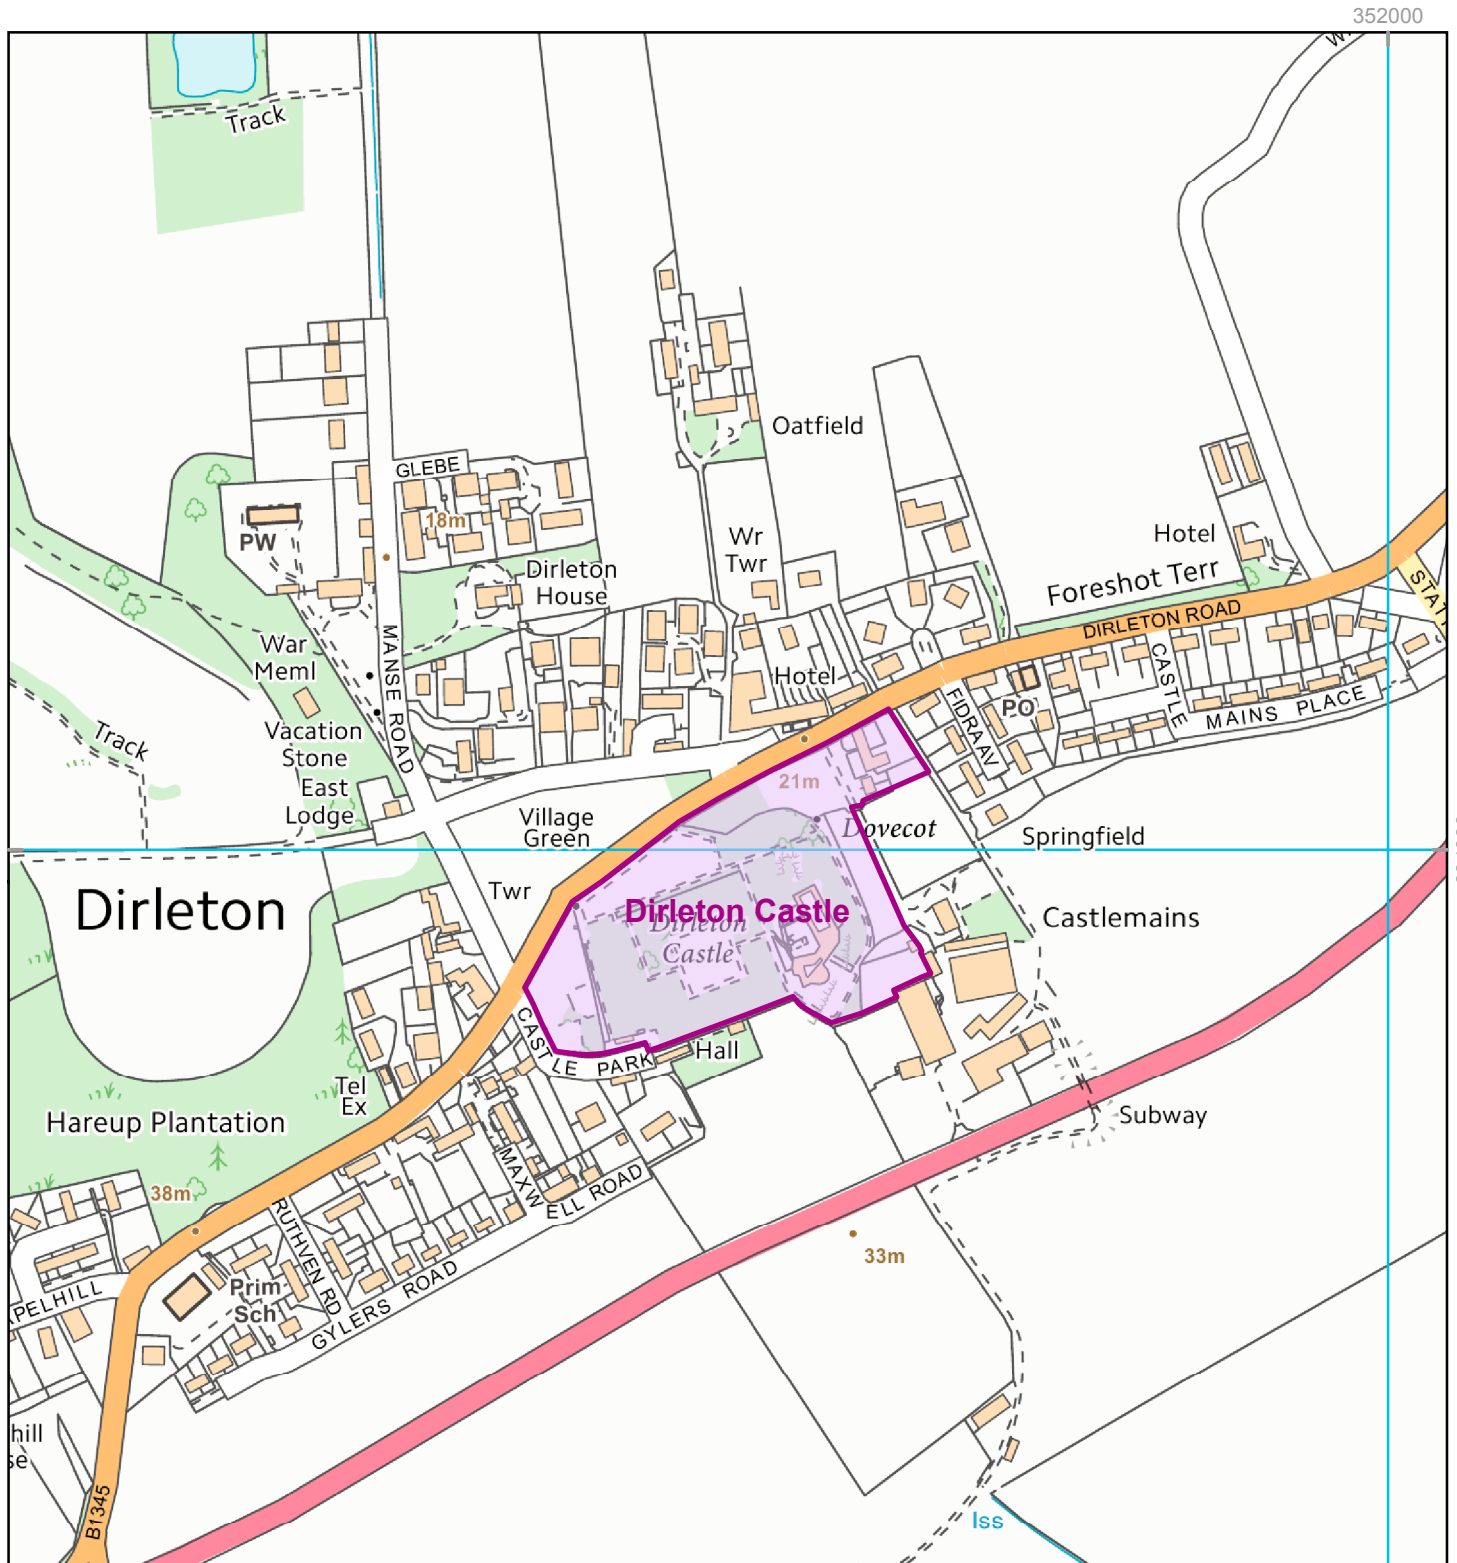 352000
Track
Oatfield
GLEBE
18m
PW
Wr
Twr
Hotel
Dirleton
House
Foreshot Terr
DIRLETON ROAD
War
Meml
MANSE ROAD
Hotel
PO
CASTLE
MAINS PLACE
FIDRA AV
Vacation
Stone
Track
East
Lodge
21m
Village
Green
Dovecot
Springfield
Twr
Dirleton
Dirleton Castle
Dirleton
Castle
Castlemains
CASTLE PARK
Hall
Tel
Ex
Hareup Plantation
Subway
MAXWELL ROAD
38m
RUTHVEN RD
33m
Prim
Sch
GYLERS ROAD
PELHILL
hill
se
B1345
Iss